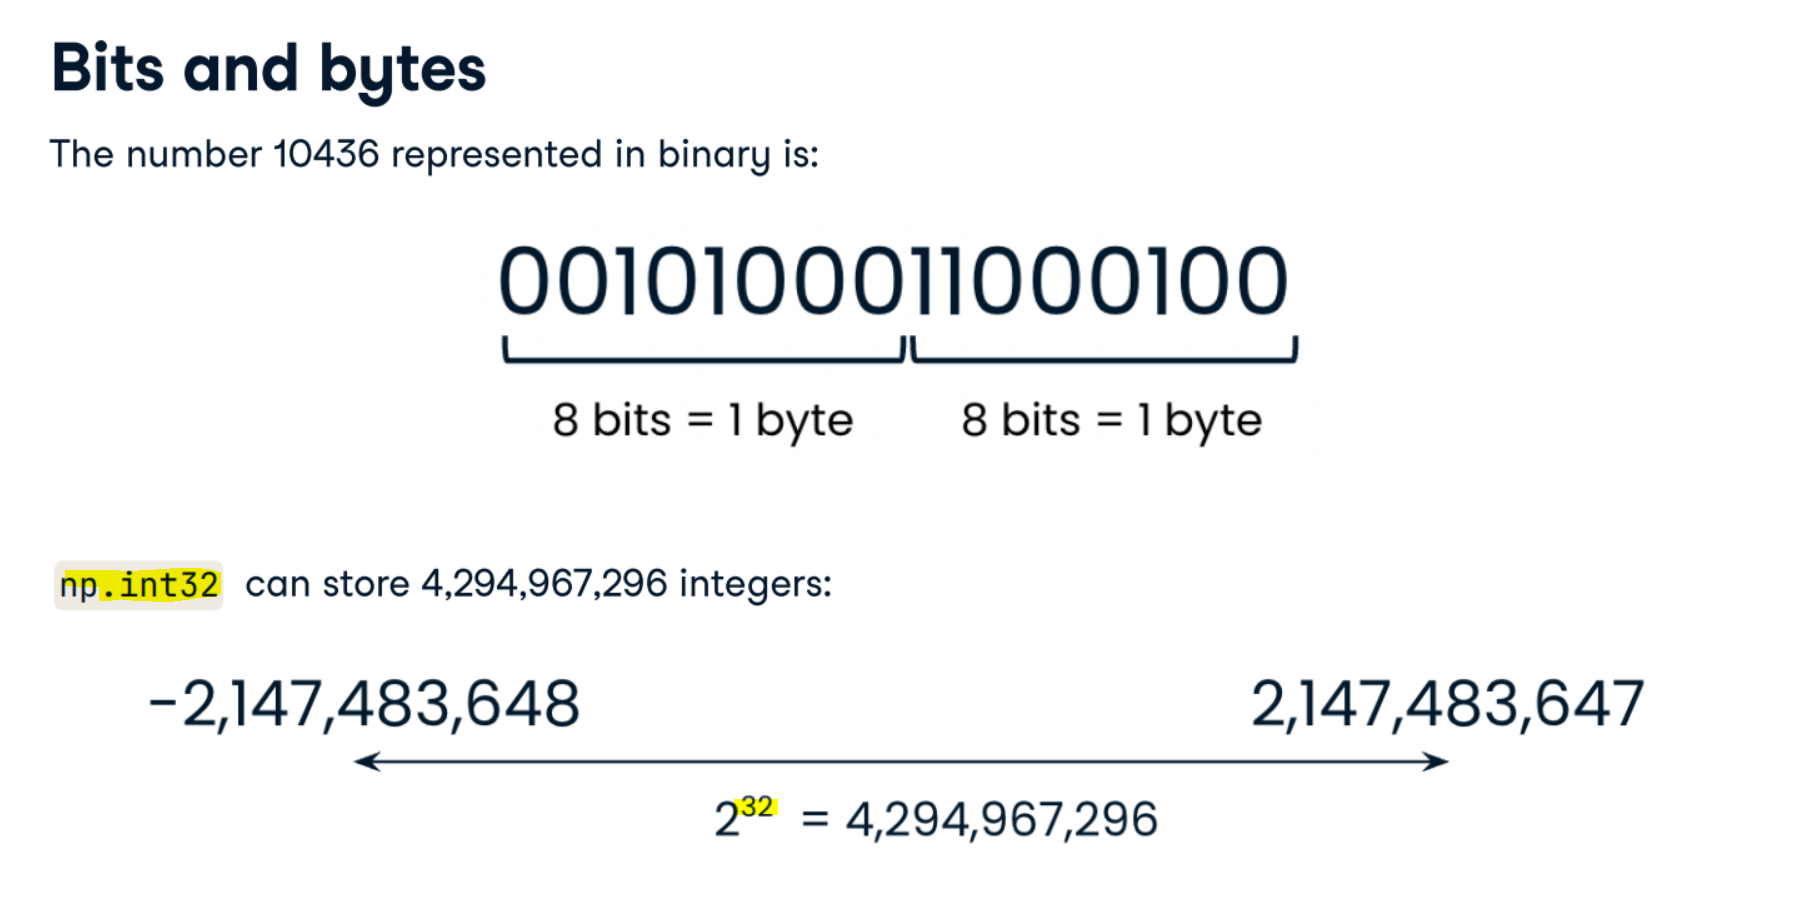 Bits and bytes
The number 10436 represented in binary is:
0010100011000100
8 bits = 1 byte 8 bits = 1 byte
np.int32 can store 4,294,967,296 integers:
-2,147,483,648 2,147,483,647
2³² = 4,294,967,296